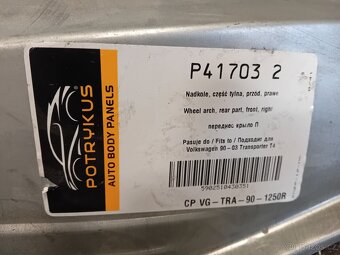 POTRYKUS
AUTO BODY PANELS
P41703 2
Nadkole, część tylna, przód, prawe
Wheel arch, rear part, front, right
переднее крыло П
Pasuje do / Fits to / Подходит для
Volkswagen 90 - 03 Transporter T4
5902510430351
CP VG-TRA-90-1250R